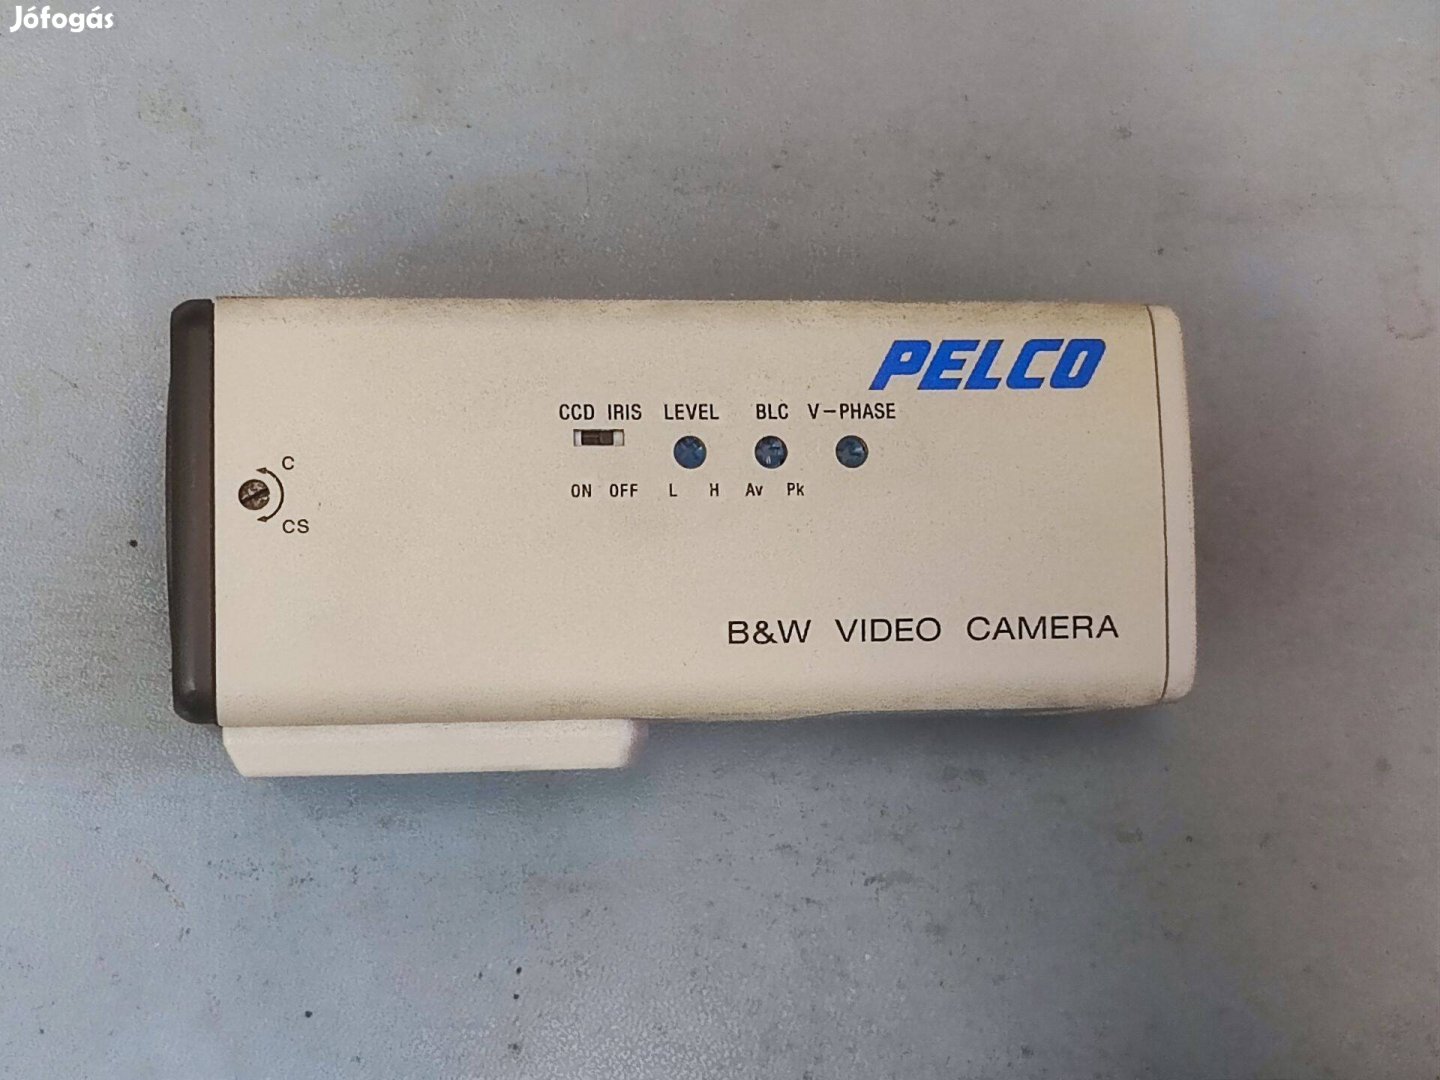 Jófogás
PELCO
CCD IRIS LEVEL BLC V-PHASE
ON OFF L H Av Pk
C
CS
B&W VIDEO CAMERA